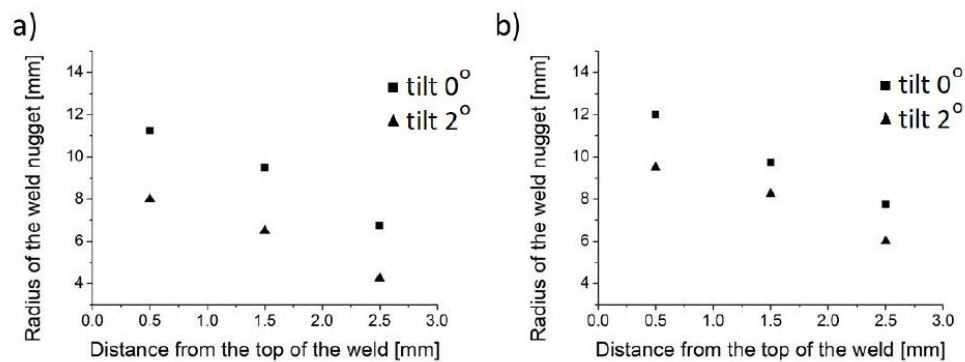 a)
Radius of the weld nugget [mm]
14
12
10
8
6
4
tilt 0°
tilt 2°
0.0 0.5 1.0 1.5 2.0 2.5 3.0
Distance from the top of the weld [mm]
b)
Radius of the weld nugget [mm]
14
12
10
8
6
4
tilt 0°
tilt 2°
0.0 0.5 1.0 1.5 2.0 2.5 3.0
Distance from the top of the weld [mm]